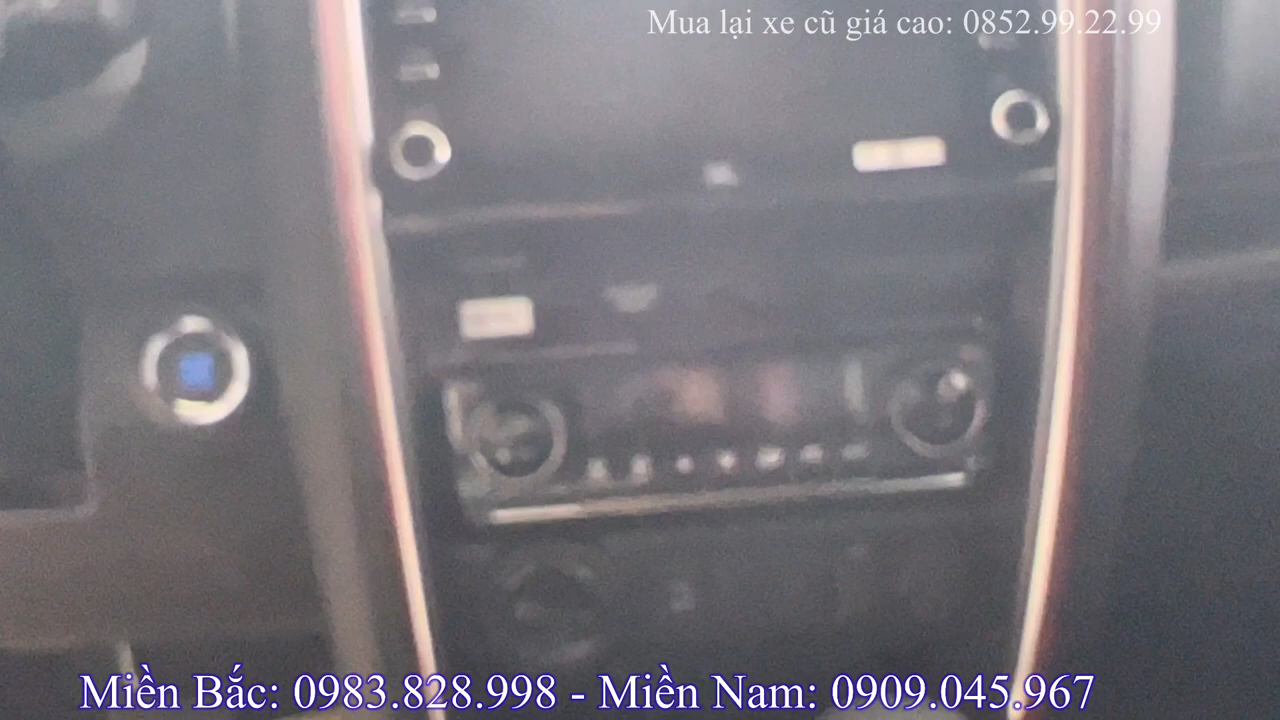 Mua lại xe cũ giá cao: 0852.99.22.99
Miền Bắc: 0983.828.998 - Miền Nam: 0909.045.967